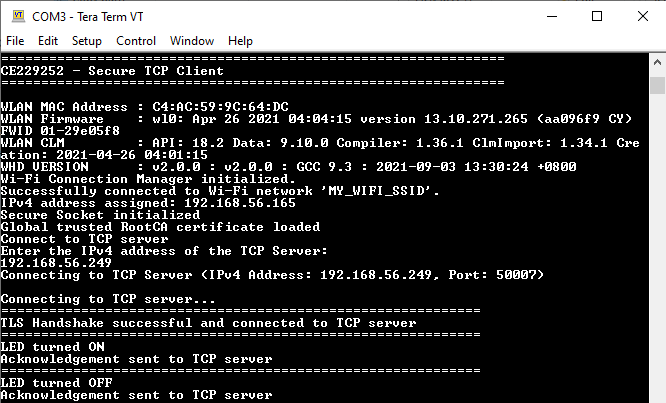 COM3 - Tera Term VT
File Edit Setup Control Window Help
===============================================================
CE229252 - Secure TCP Client
===============================================================
WLAN MAC Address : C4:AC:59:9C:64:DC
WLAN Firmware    : wl0: Apr 26 2021 04:04:15 version 13.10.271.265 (aa096f9 CY)
FWID 01-29e05f8
WLAN CLM         : API: 18.2 Data: 9.10.0 Compiler: 1.36.1 ClmImport: 1.34.1 Cre
ation: 2021-04-26 04:01:15
WHD VERSION      : v2.0.0 : v2.0.0 : GCC 9.3 : 2021-09-03 13:30:24 +0800
Wi-Fi Connection Manager initialized.
Successfully connected to Wi-Fi network 'MY_WIFI_SSID'.
IPv4 address assigned: 192.168.56.165
Secure Socket initialized
Global trusted RootCA certificate loaded
Connect to TCP server
Enter the IPv4 address of the TCP Server:
192.168.56.249
Connecting to TCP Server (IPv4 Address: 192.168.56.249, Port: 50007)
Connecting to TCP server...
============================================================
TLS Handshake successful and connected to TCP server
============================================================
LED turned ON
Acknowledgement sent to TCP server
============================================================
LED turned OFF
Acknowledgement sent to TCP server